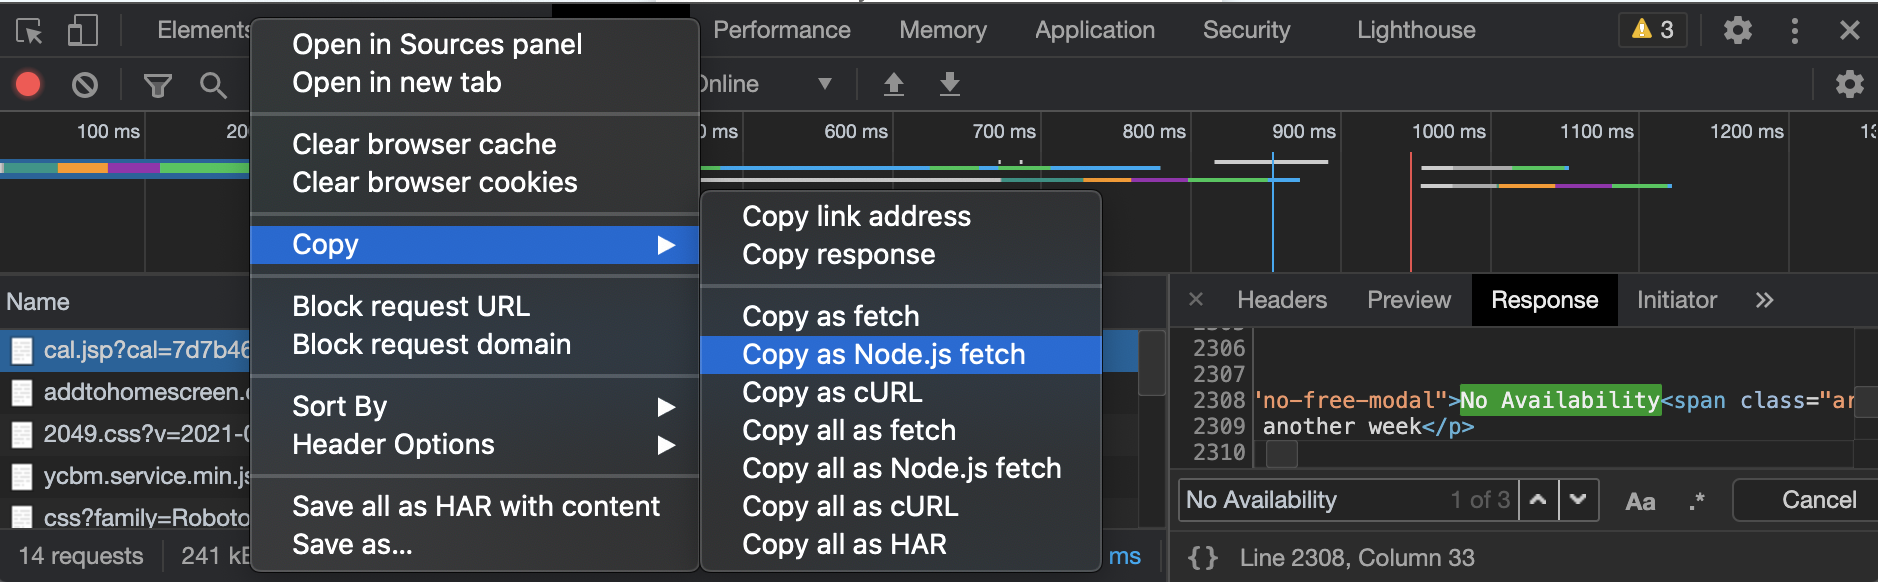 Elements
Performance
Memory
Application
Security
Lighthouse
3
Online
100 ms
20
0 ms
600 ms
700 ms
800 ms
900 ms
1000 ms
1100 ms
1200 ms
13
Open in Sources panel
Open in new tab
Clear browser cache
Clear browser cookies
Copy
Block request URL
Block request domain
Sort By
Header Options
Save all as HAR with content
Save as...
Copy link address
Copy response
Copy as fetch
Copy as Node.js fetch
Copy as cURL
Copy all as fetch
Copy all as Node.js fetch
Copy all as cURL
Copy all as HAR
Name
cal.jsp?cal=7d7b46
addtohomescreen.c
2049.css?v=2021-0
ycbm.service.min.js
css?family=Roboto
14 requests
241 kB
ms
Headers
Preview
Response
Initiator
»
2305
2306
2307
2308 'no-free-modal">No Availability<span class="ar
2309 another week</p>
2310
No Availability
1 of 3
Aa
.*
Cancel
{} Line 2308, Column 33